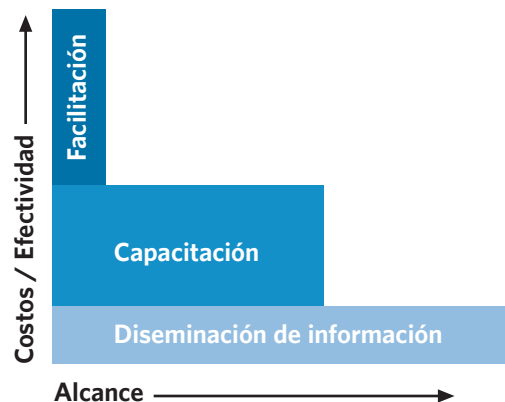 Costos / Efectividad
Facilitación
Capacitación
Diseminación de información
Alcance